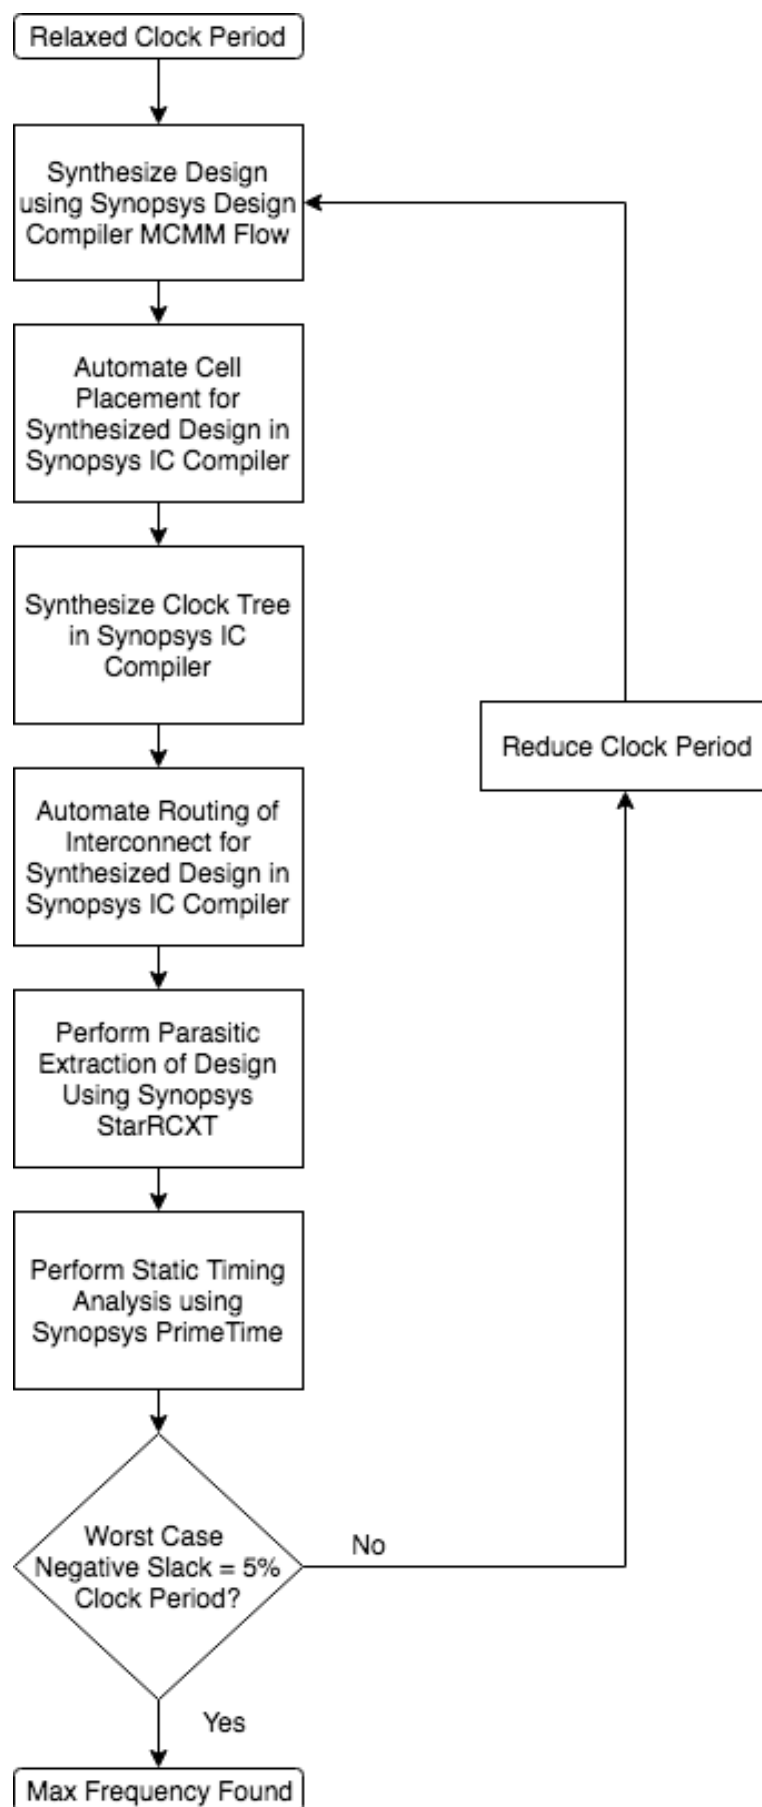 Relaxed Clock Period
Synthesize Design
using Synopsys Design
Compiler MCMM Flow
Automate Cell
Placement for
Synthesized Design in
Synopsys IC Compiler
Synthesize Clock Tree
in Synopsys IC
Compiler
Reduce Clock Period
Automate Routing of
Interconnect for
Synthesized Design in
Synopsys IC Compiler
Perform Parasitic
Extraction of Design
Using Synopsys
StarRCXT
Perform Static Timing
Analysis using
Synopsys PrimeTime
Worst Case
Negative Slack = 5%
Clock Period?
No
Yes
Max Frequency Found